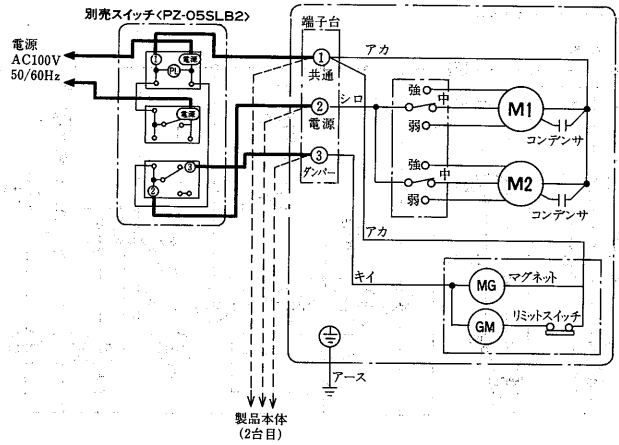 別売スイッチ<PZ-05SLB2>
電源
AC100V
50/60Hz
① 電源
PL
電源
③
②
端子台
①
共通
②
電源
③
ダンパー
アカ
シロ
強
中
弱
M1
コンデンサ
強
中
弱
M2
コンデンサ
アカ
キイ
MG
マグネット
GM
リミットスイッチ
アース
製品本体
(2台目)